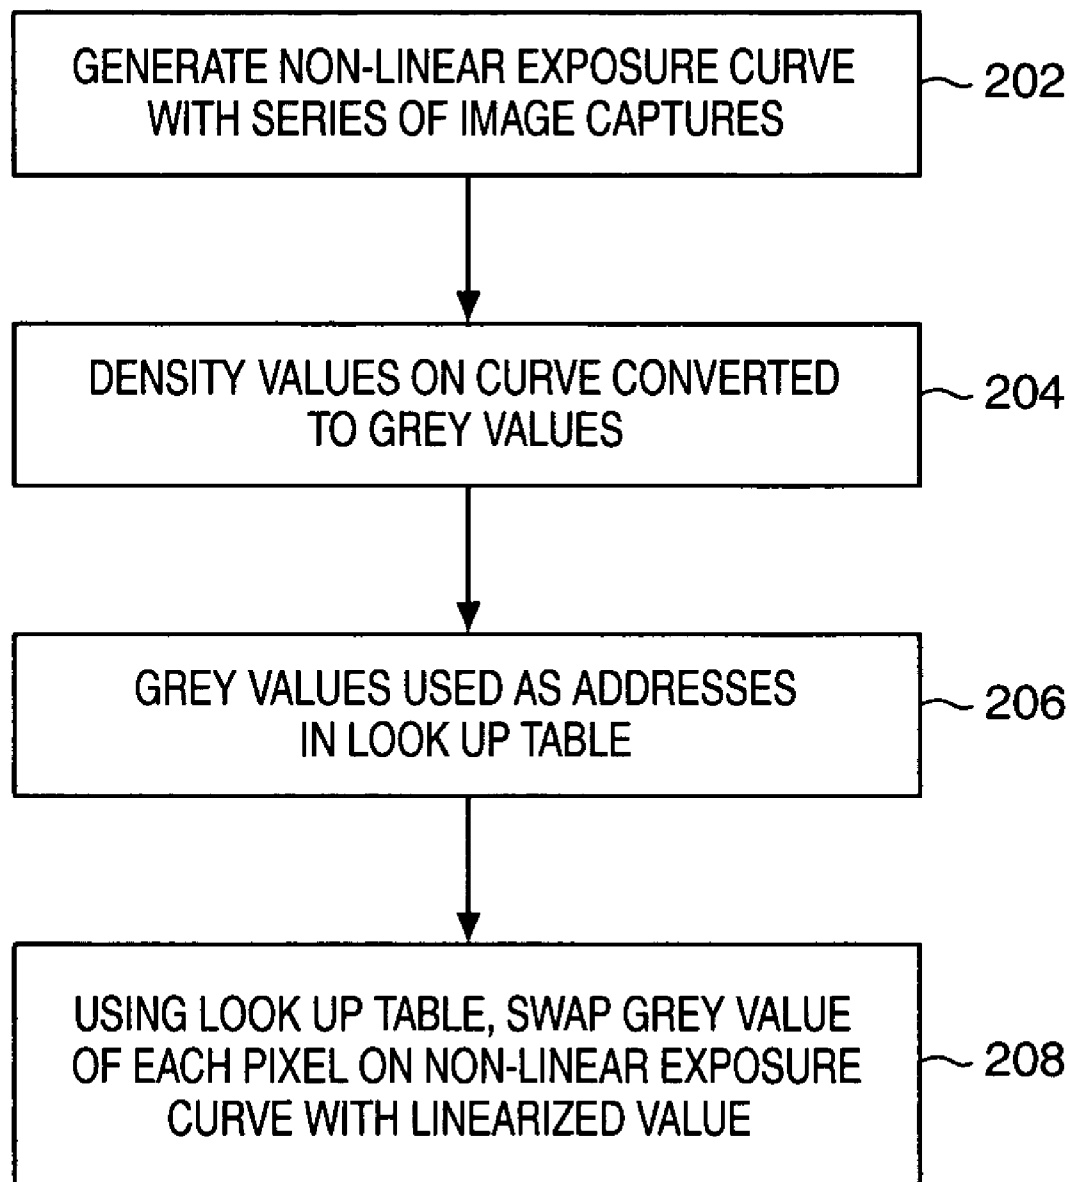 GENERATE NON-LINEAR EXPOSURE CURVE
WITH SERIES OF IMAGE CAPTURES
202
DENSITY VALUES ON CURVE CONVERTED
TO GREY VALUES
204
GREY VALUES USED AS ADDRESSES
IN LOOK UP TABLE
206
USING LOOK UP TABLE, SWAP GREY VALUE
OF EACH PIXEL ON NON-LINEAR EXPOSURE
CURVE WITH LINEARIZED VALUE
208